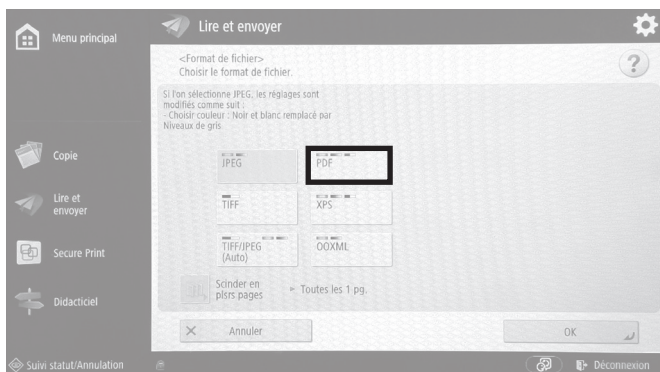 Menu principal
Lire et envoyer
<Format de fichier>
Choisir le format de fichier.
?
Si l'on sélectionne JPEG, les réglages sont
modifiés comme suit :
- Choisir couleur : Noir et blanc remplacé par
Niveaux de gris
JPEG
PDF
TIFF
XPS
TIFF/JPEG
(Auto)
OOXML
Scinder en
plsrs pages
Toutes les 1 pg.
Annuler
OK
Copie
Lire et
envoyer
Secure Print
Didacticiel
Suivi statut/Annulation
Déconnexion